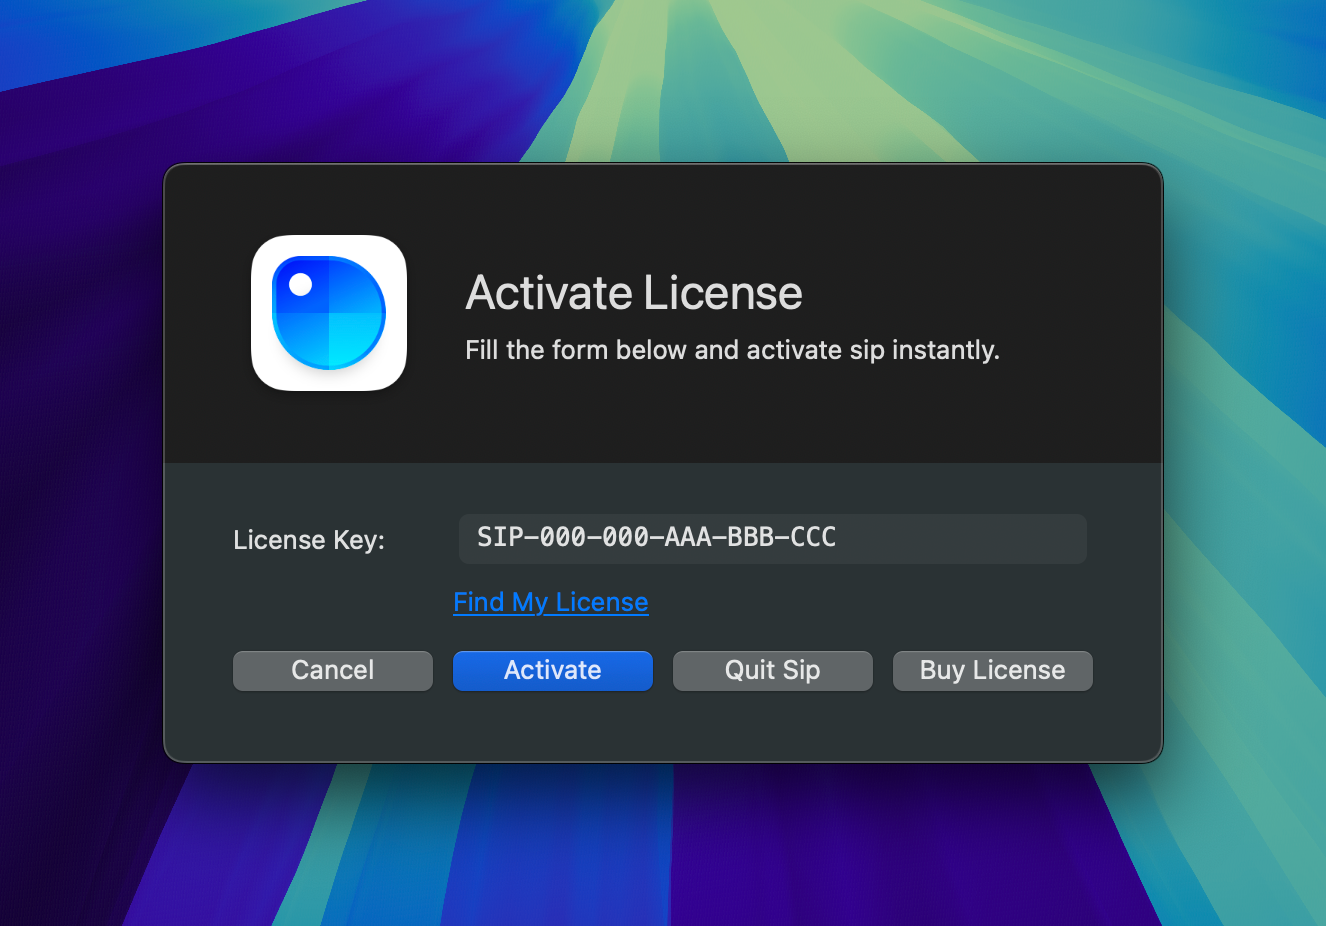 Activate License
Fill the form below and activate sip instantly.
License Key: SIP-000-000-AAA-BBB-CCC
Find My License
Cancel Activate Quit Sip Buy License